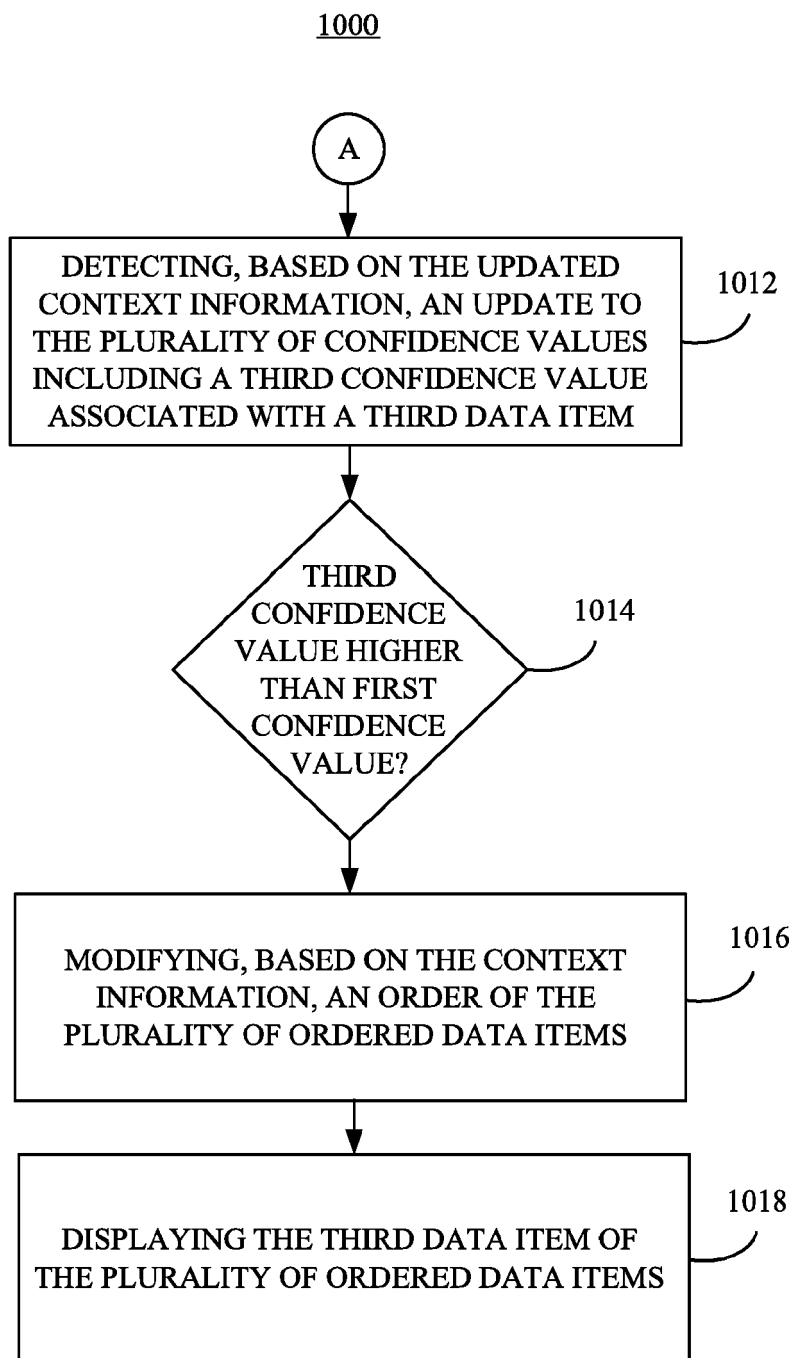 1000
A
DETECTING, BASED ON THE UPDATED
CONTEXT INFORMATION, AN UPDATE TO
THE PLURALITY OF CONFIDENCE VALUES
INCLUDING A THIRD CONFIDENCE VALUE
ASSOCIATED WITH A THIRD DATA ITEM
1012
THIRD
CONFIDENCE
VALUE HIGHER
THAN FIRST
CONFIDENCE
VALUE?
1014
MODIFYING, BASED ON THE CONTEXT
INFORMATION, AN ORDER OF THE
PLURALITY OF ORDERED DATA ITEMS
1016
DISPLAYING THE THIRD DATA ITEM OF
THE PLURALITY OF ORDERED DATA ITEMS
1018